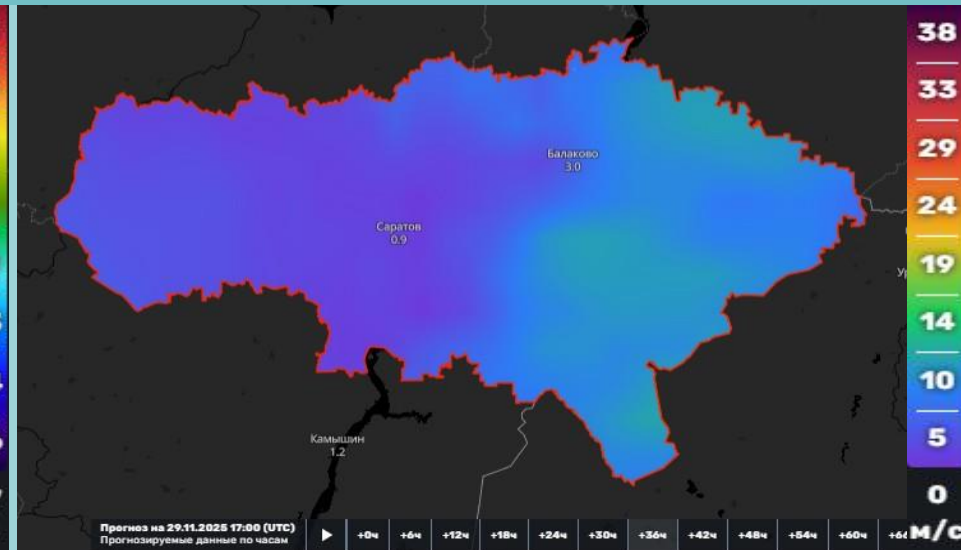 38
33
29
Балаково
3.0
24
Саратов
0.9
19
14
10
5
Камышин
1.2
0
м/с
Прогноз на 29.11.2025 17:00 (UTC)
Прогнозируемые данные по часам
+0ч +6ч +12ч +18ч +24ч +30ч +36ч +42ч +48ч +54ч +60ч